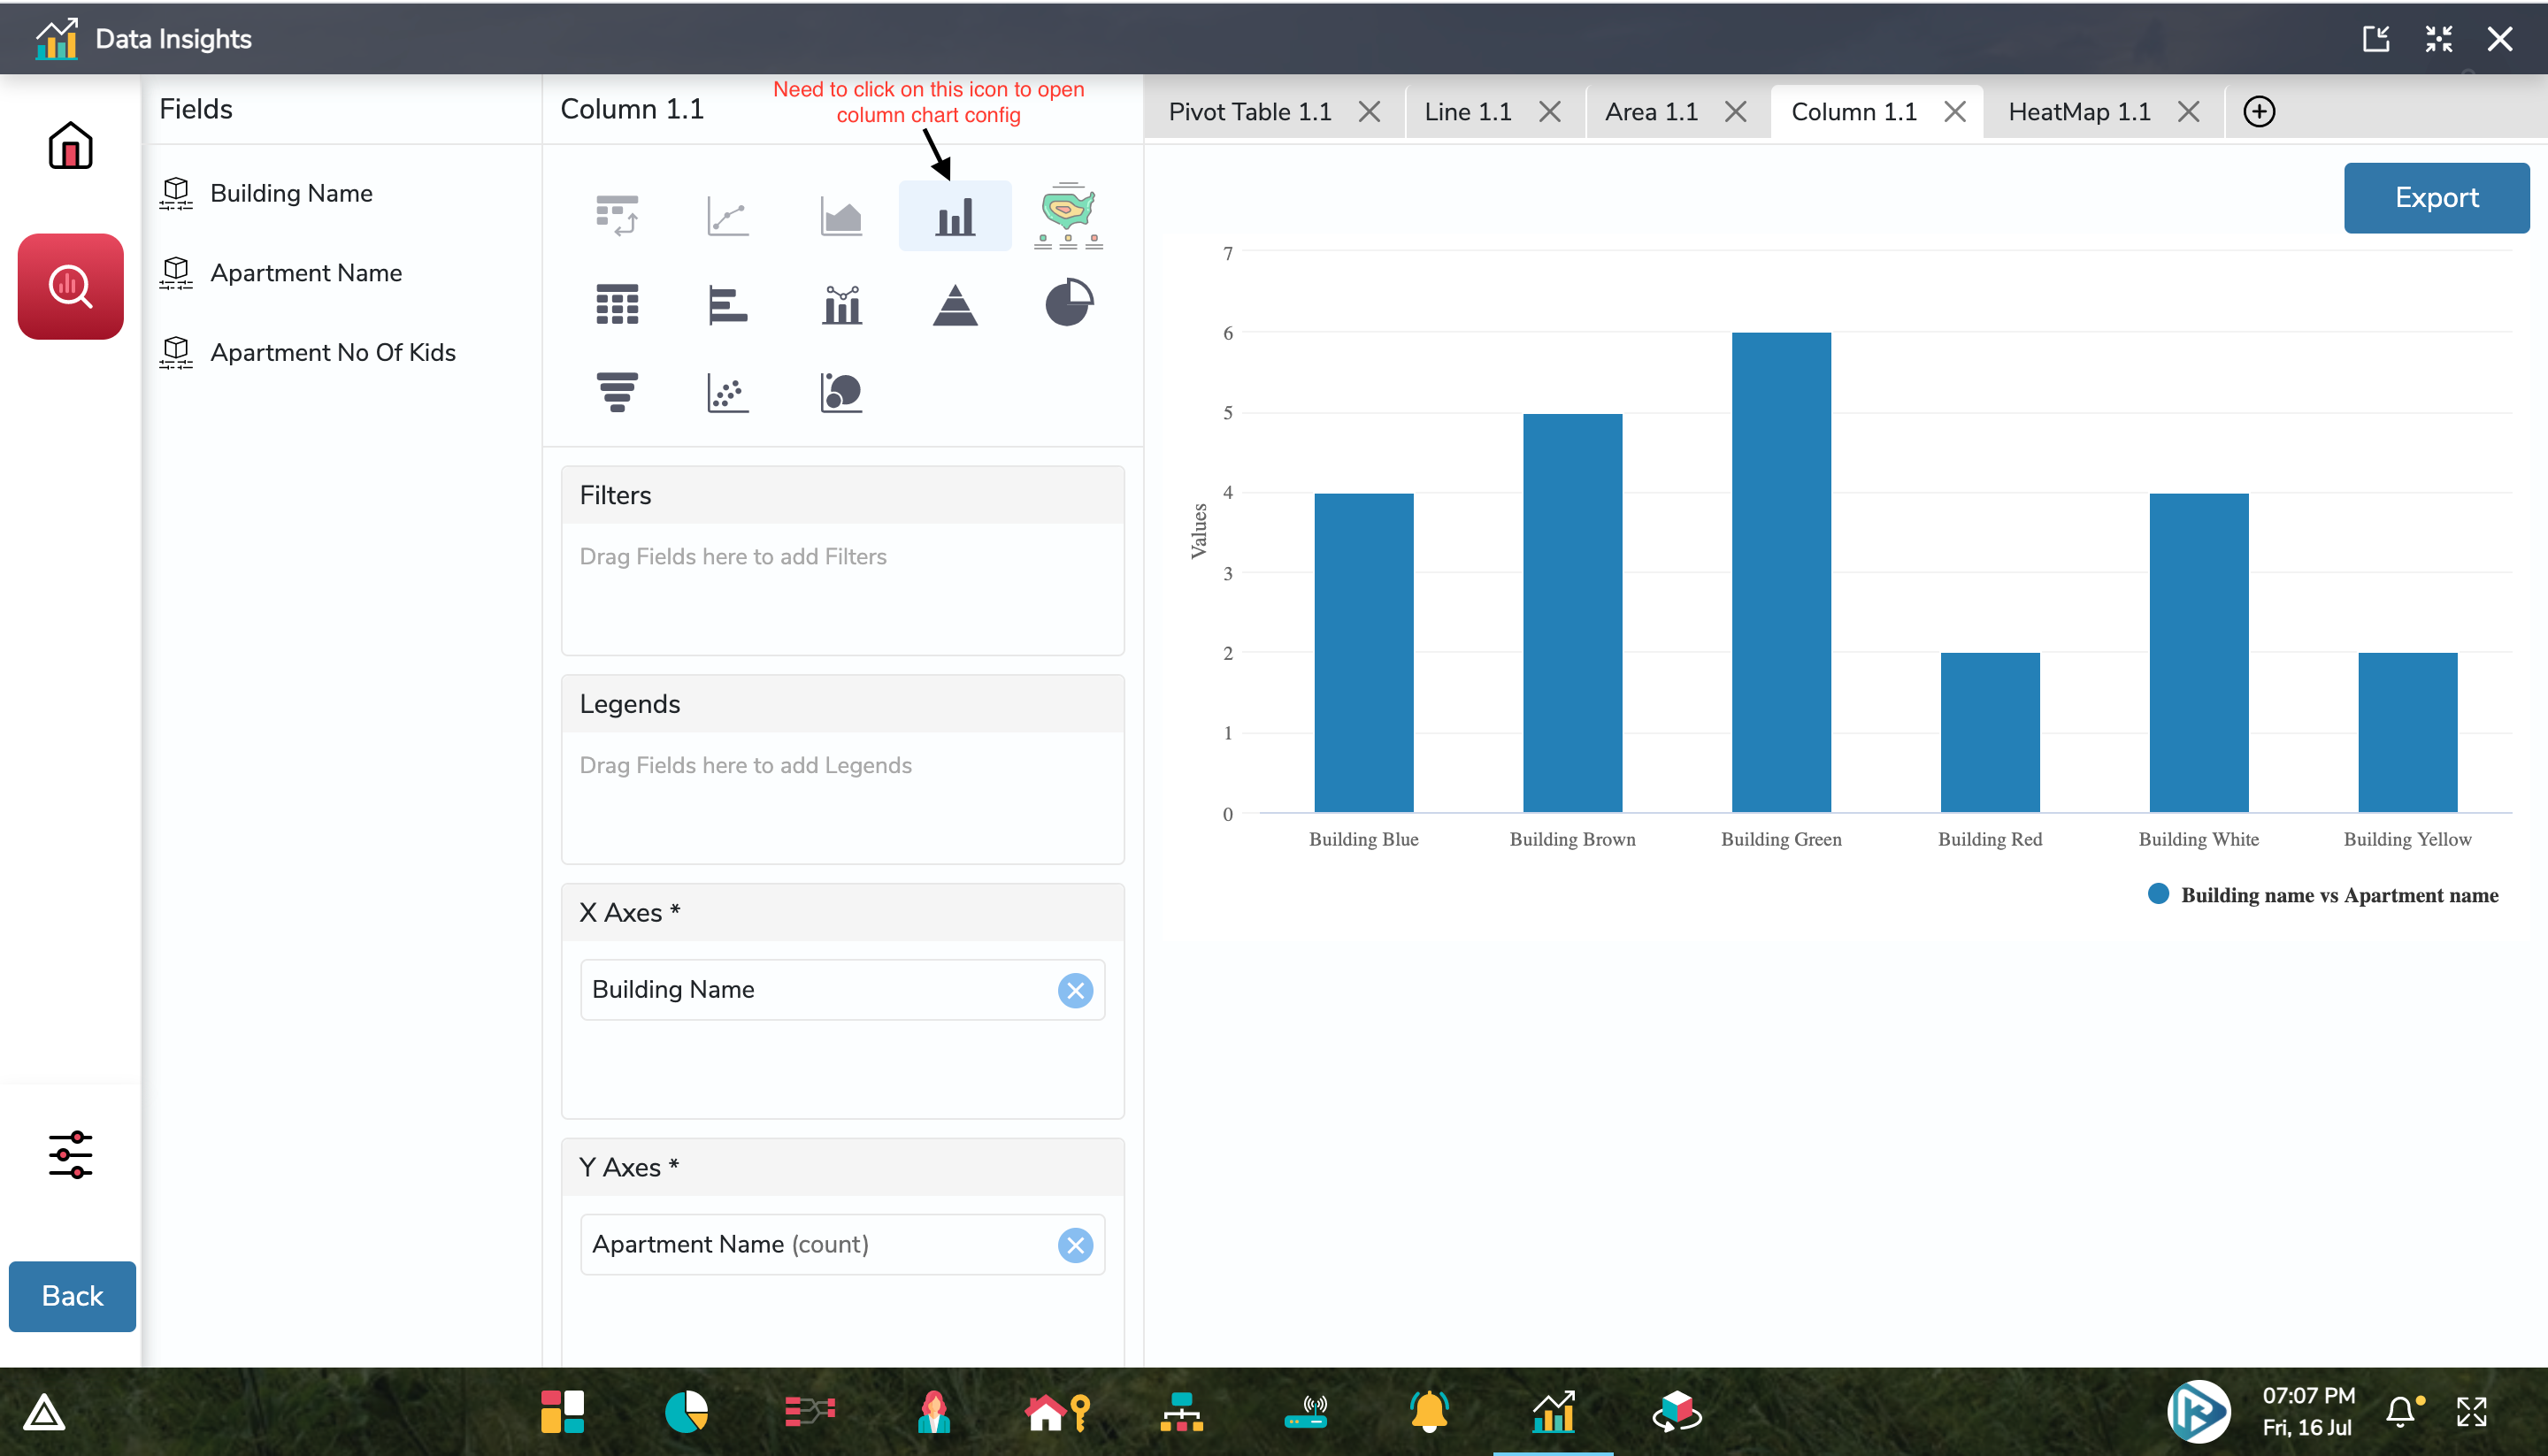 Data Insights
Fields
Building Name
Apartment Name
Apartment No Of Kids
Back
Column 1.1
Need to click on this icon to open
column chart config
Filters
Drag Fields here to add Filters
Legends
Drag Fields here to add Legends
X Axes *
Building Name
Y Axes *
Apartment Name (count)
Pivot Table 1.1
Line 1.1
Area 1.1
Column 1.1
HeatMap 1.1
Export
Values
7
6
5
4
3
2
1
0
Building Blue
Building Brown
Building Green
Building Red
Building White
Building Yellow
Building name vs Apartment name
07:07 PM
Fri, 16 Jul